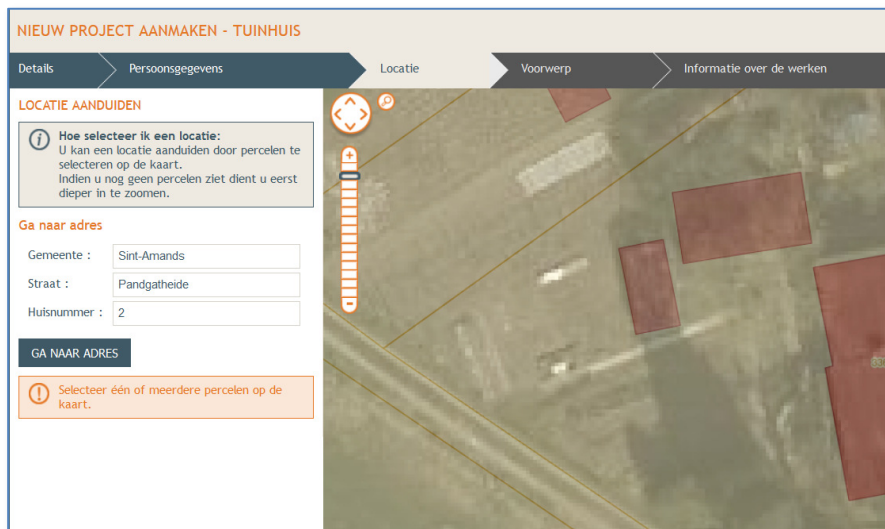 NIEUW PROJECT AANMAKEN - TUINHUIS
Details
Persoonsgegevens
Locatie
Voorwerp
Informatie over de werken
LOCATIE AANDUIDEN
Hoe selecteer ik een locatie:
U kan een locatie aanduiden door percelen te
selecteren op de kaart.
Indien u nog geen percelen ziet dient u eerst
dieper in te zoomen.
Ga naar adres
Gemeente : Sint-Amands
Straat : Pandgatheide
Huisnummer : 2
GA NAAR ADRES
Selecteer één of meerdere percelen op de
kaart.